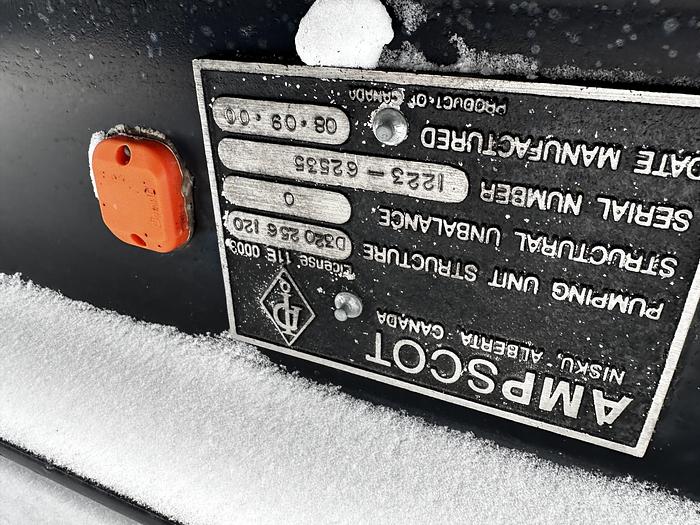 AMPSCOT
NISKU, ALBERTA, CANADA
PUMPING UNIT STRUCTURE D320 256 120
License 11E 0009
STRUCTURAL UNBALANCE 0
SERIAL NUMBER 1223-62535
DATE MANUFACTURED 08·09·00
PRODUCT OF CANADA